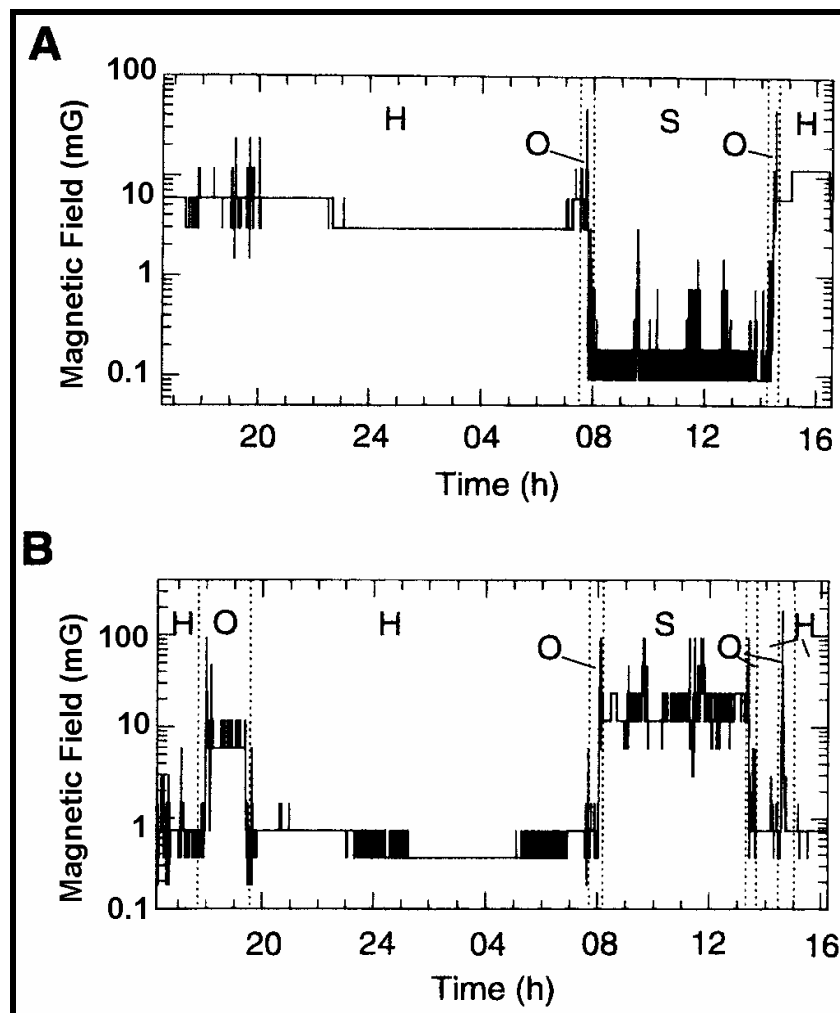 A
Magnetic Field (mG)
100
10
1
0.1
H
O
S
O
H
20 24 04 08 12 16
Time (h)
B
Magnetic Field (mG)
100
10
1
0.1
H
O
H
O
S
O
H
20 24 04 08 12 16
Time (h)